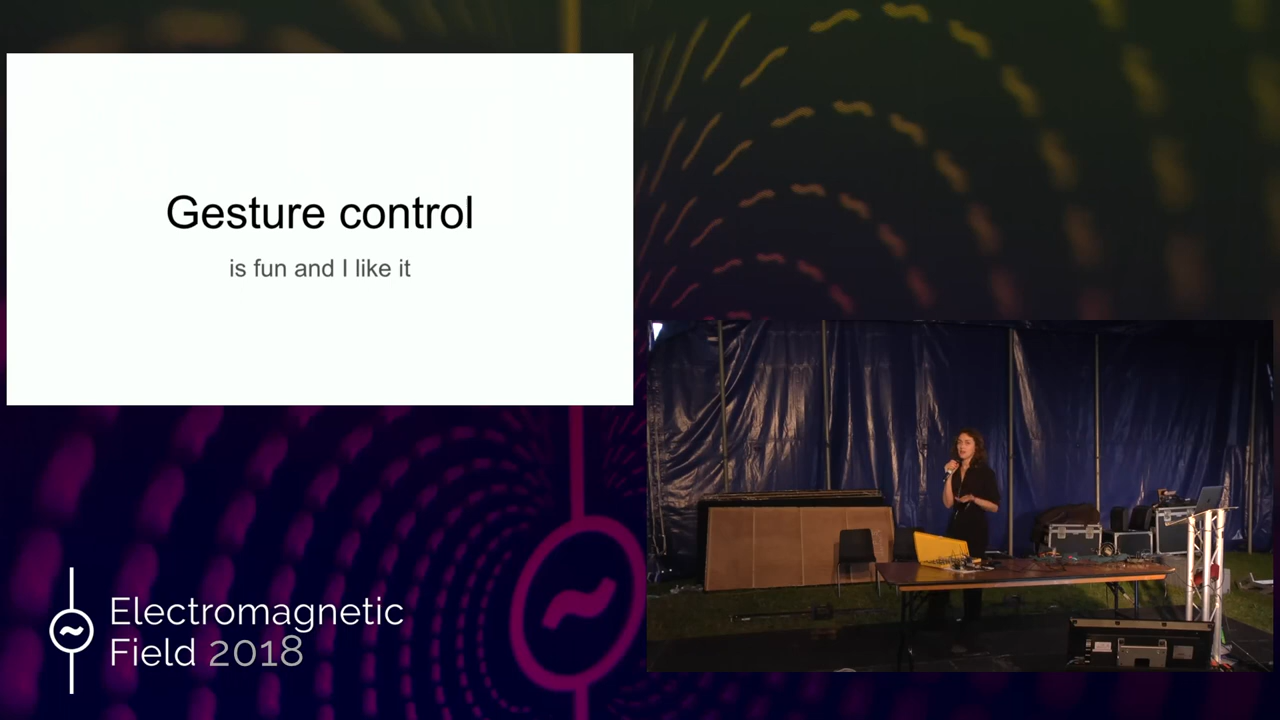 Gesture control
is fun and I like it
Electromagnetic
Field 2018